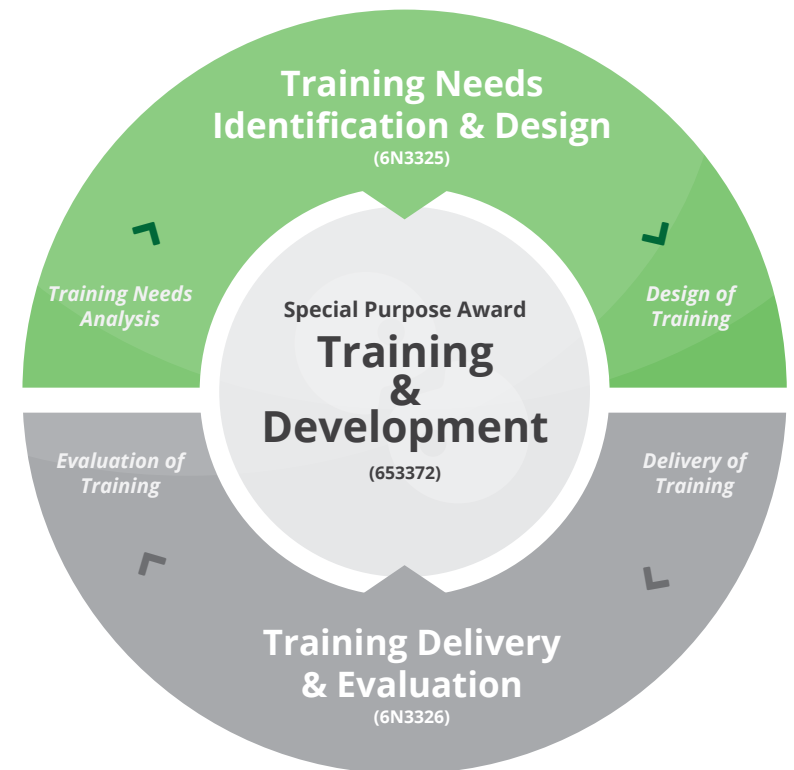 Training Needs
Identification & Design
(6N3325)
Training Needs
Analysis
Design of
Training
Special Purpose Award
Training
&
Development
(653372)
Evaluation of
Training
Delivery of
Training
Training Delivery
& Evaluation
(6N3326)